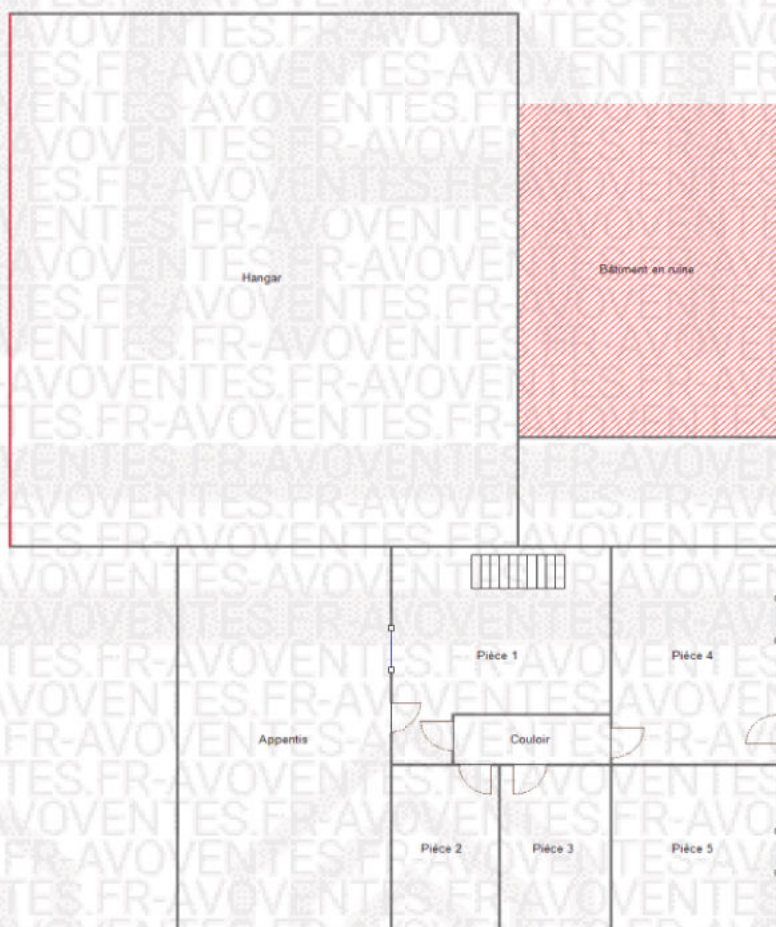 Hangar
Bâtiment en ruine
Pièce 1
Pièce 4
Appentis
Couloir
Pièce 2
Pièce 3
Pièce 5
AVOVENTES.FR